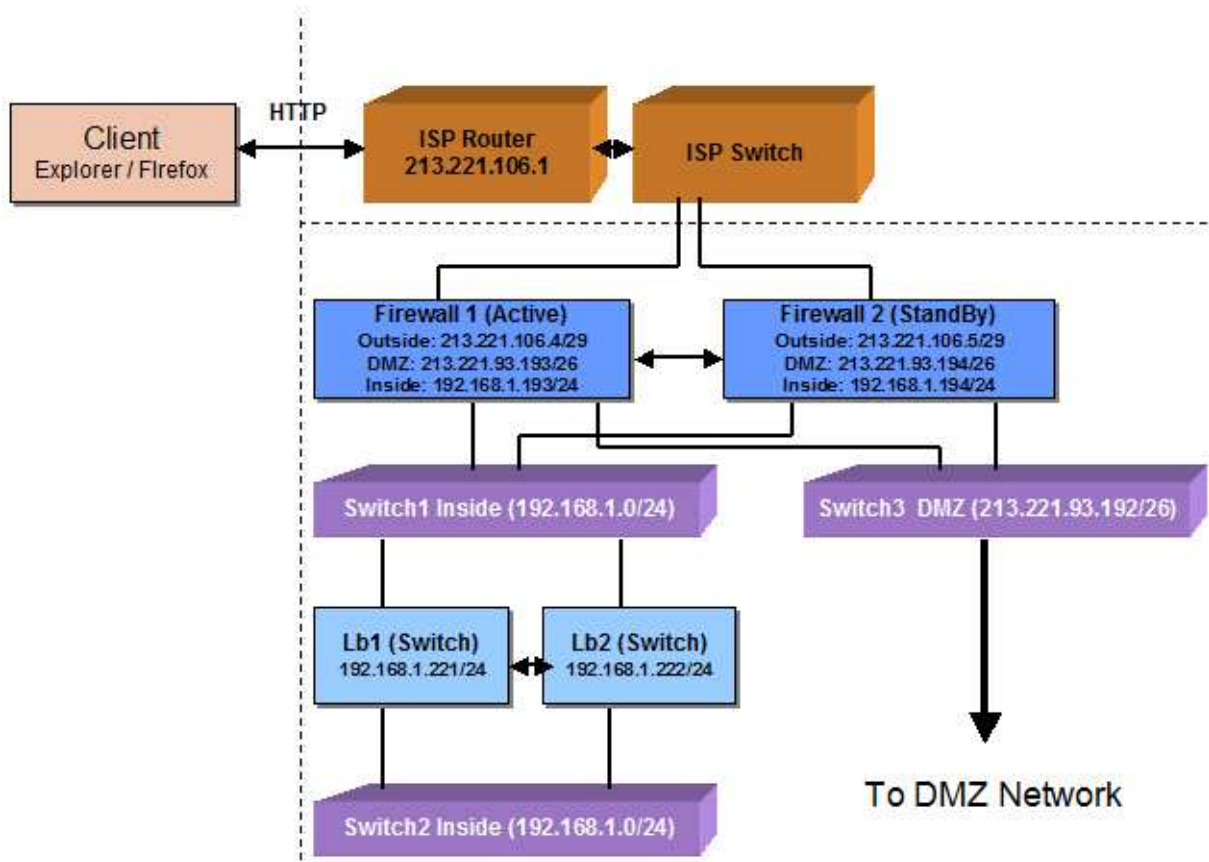 HTTP
Client
Explorer / FIrefox
ISP Router
213.221.106.1
ISP Switch
Firewall 1 (Active)
Outside: 213.221.106.4/29
DMZ: 213.221.93.193/26
Inside: 192.168.1.193/24
Firewall 2 (StandBy)
Outside: 213.221.106.5/29
DMZ: 213.221.93.194/26
Inside: 192.168.1.194/24
Switch1 Inside (192.168.1.0/24)
Switch3 DMZ (213.221.93.192/26)
Lb1 (Switch)
192.168.1.221/24
Lb2 (Switch)
192.168.1.222/24
To DMZ Network
Switch2 Inside (192.168.1.0/24)